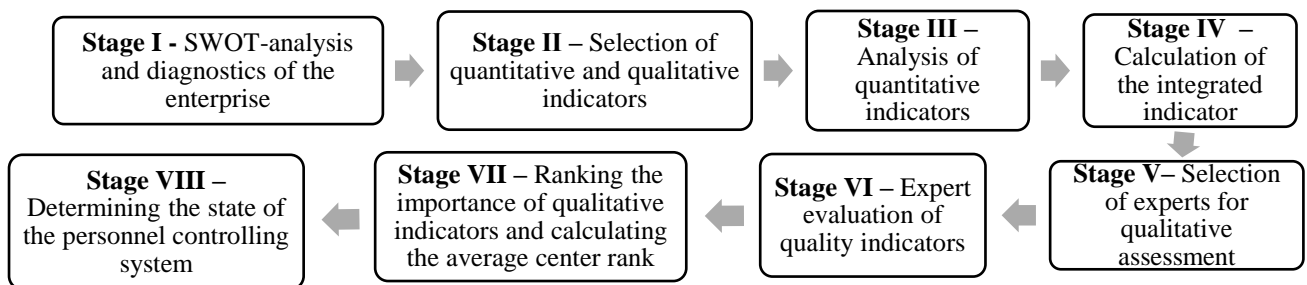 Stage I - SWOT-analysis
and diagnostics of the
enterprise
Stage II – Selection of
quantitative and qualitative
indicators
Stage III –
Analysis of
quantitative
indicators
Stage IV –
Calculation of
the integrated
indicator
Stage V– Selection
of experts for
qualitative
assessment
Stage VI – Expert
evaluation of
quality indicators
Stage VII – Ranking the
importance of qualitative
indicators and calculating
the average center rank
Stage VIII –
Determining the state of
the personnel controlling
system